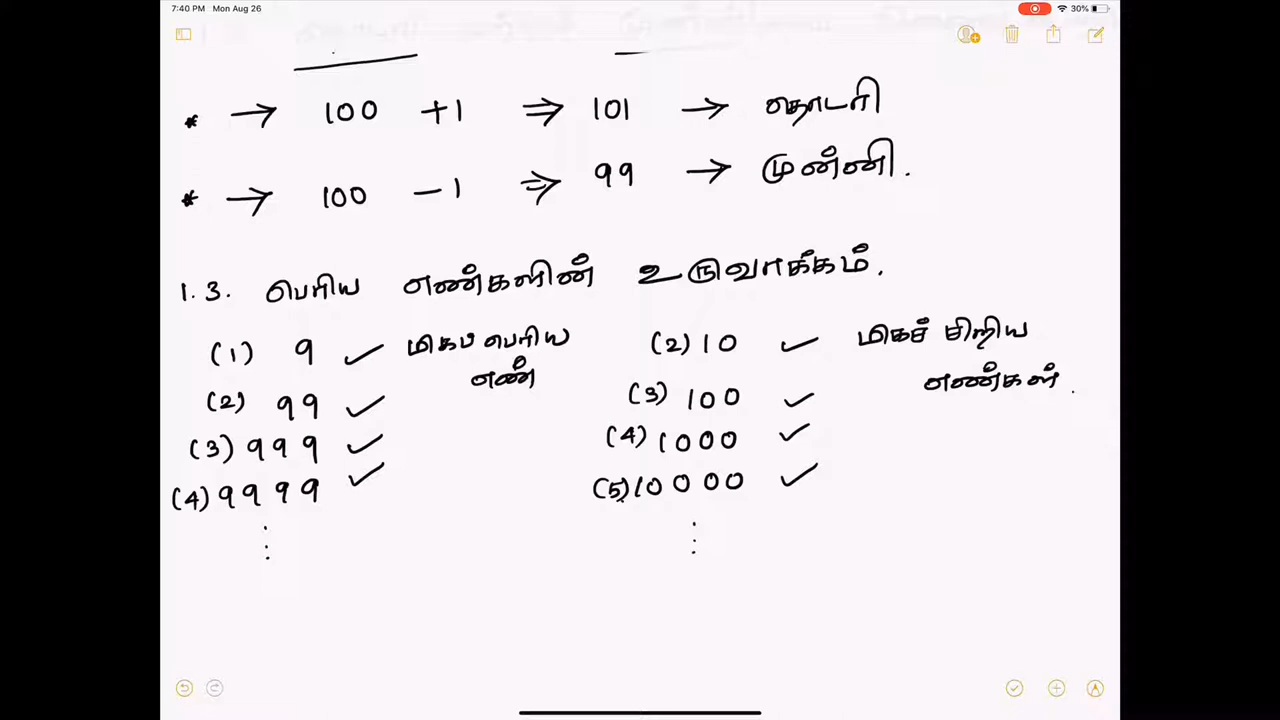 7:40 PM Mon Aug 26 30%
* → 100 +1 ⇒ 101 → தொடரி
* → 100 −1 ⇒ 99 → முன்னி.
1.3. பெரிய எண்களின் உருவாக்கம்.
(1) 9 ✓ மிகப் பெரிய
எண்
(2) 99 ✓
(3) 999 ✓
(4) 9999 ✓
(2) 10 ✓ மிகச் சிறிய
எண்கள்.
(3) 100 ✓
(4) 1000 ✓
(5) 10000 ✓